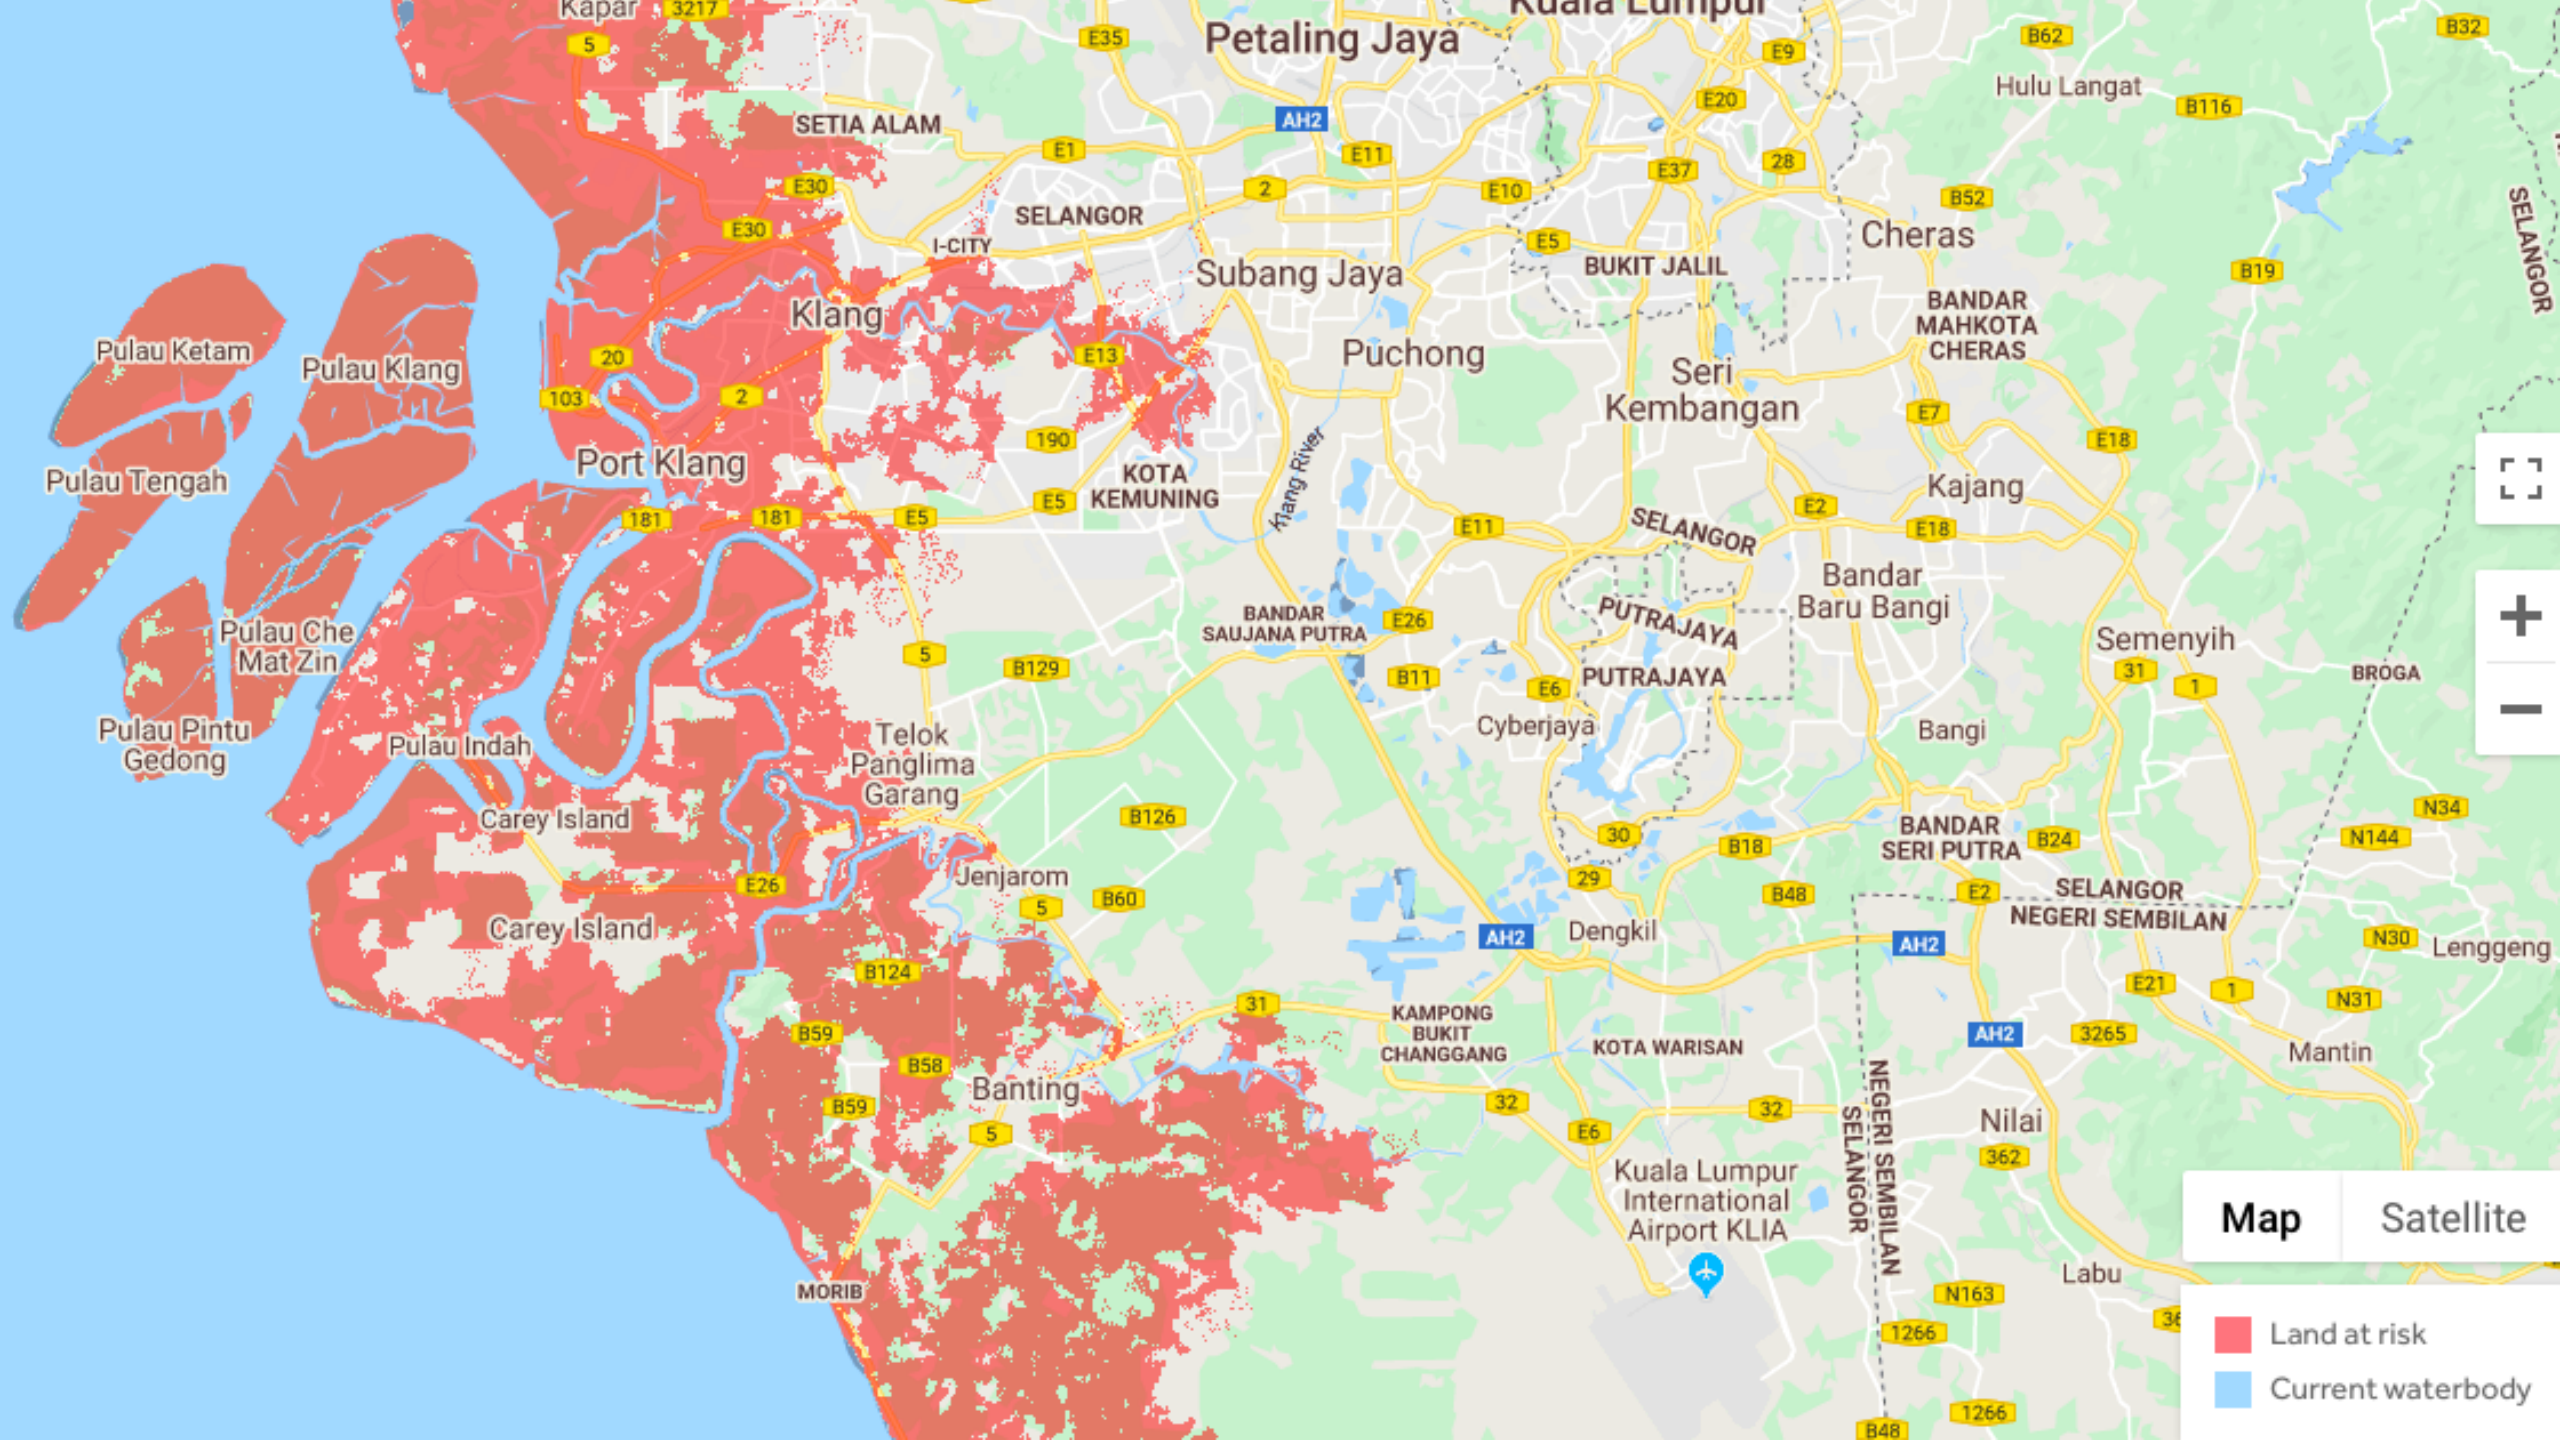 Kapar
3217
Kuala Lumpur
5
E35
Petaling Jaya
E9
B62
B32
Hulu Langat
E20
B116
AH2
SETIA ALAM
E1
E11
28
E37
E30
2
E10
B52
SELANGOR
SELANGOR
E30
I-CITY
E5
Cheras
BUKIT JALIL
B19
Subang Jaya
Klang
BANDAR
MAHKOTA
CHERAS
Pulau Ketam
Pulau Klang
20
E13
Puchong
Seri
Kembangan
103
2
E7
190
E18
Port Klang
Klang River
KOTA
KEMUNING
Kajang
Pulau Tengah
181
181
E5
E5
E11
SELANGOR
E2
E18
Bandar
Baru Bangi
BANDAR
SAUJANA PUTRA
E26
PUTRAJAYA
Pulau Che
Mat Zin
5
B129
Semenyih
31
1
BROGA
B11
E6
PUTRAJAYA
Cyberjaya
Bangi
Pulau Pintu
Gedong
Pulau Indah
Telok
Panglima
Garang
Carey Island
B126
30
B18
BANDAR
SERI PUTRA
B24
N34
N144
E26
Jenjarom
5
B60
29
B48
E2
SELANGOR
NEGERI SEMBILAN
Carey Island
AH2
Dengkil
AH2
N30
Lenggeng
B124
E21
1
N31
31
KAMPONG
BUKIT
CHANGGANG
B59
AH2
3265
KOTA WARISAN
Mantin
B58
Banting
B59
32
32
5
E6
NEGERI SEMBILAN
SELANGOR
Nilai
362
Kuala Lumpur
International
Airport KLIA
Map
Satellite
MORIB
Labu
N163
1266
36
Land at risk
Current waterbody
1266
B48